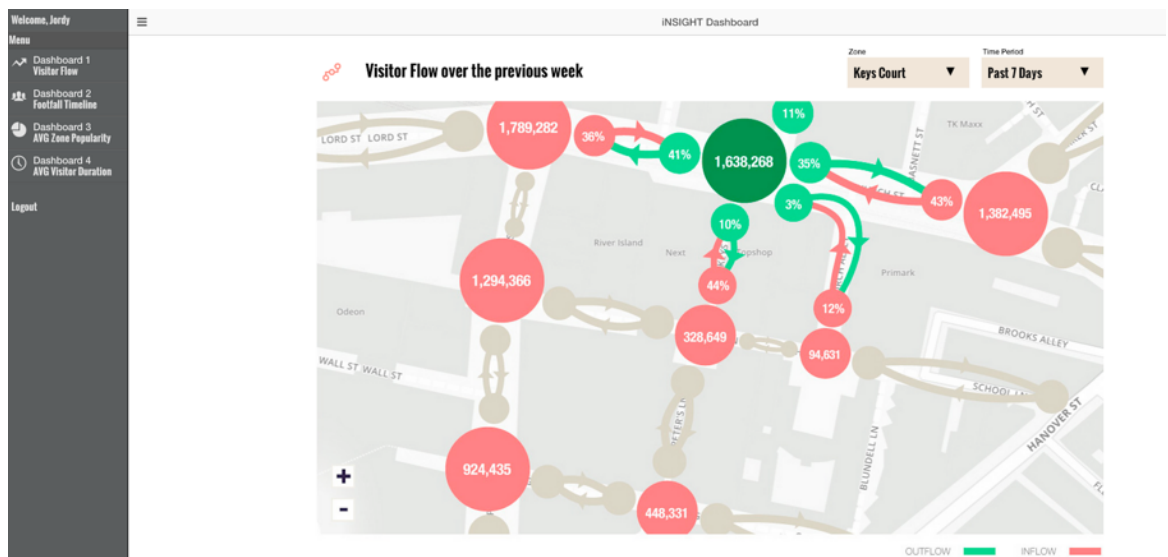 Welcome, Jordy
iNSIGHT Dashboard
Menu
Dashboard 1
Visitor Flow
Dashboard 2
Footfall Timeline
Dashboard 3
AVG Zone Popularity
Dashboard 4
AVG Visitor Duration
Logout
Visitor Flow over the previous week
Zone
Keys Court
Time Period
Past 7 Days
11%
TK Maxx
LORD ST LORD ST
1,789,282
36%
41%
1,638,268
35%
43%
1,382,495
3%
10%
River Island
Next
Topshop
Primark
1,294,366
44%
12%
Odeon
328,649
94,631
BROOKS ALLEY
WALL ST WALL ST
SCHOOL LN
HANOVER ST
BLUNDELL LN
924,435
448,331
+
-
OUTFLOW
INFLOW